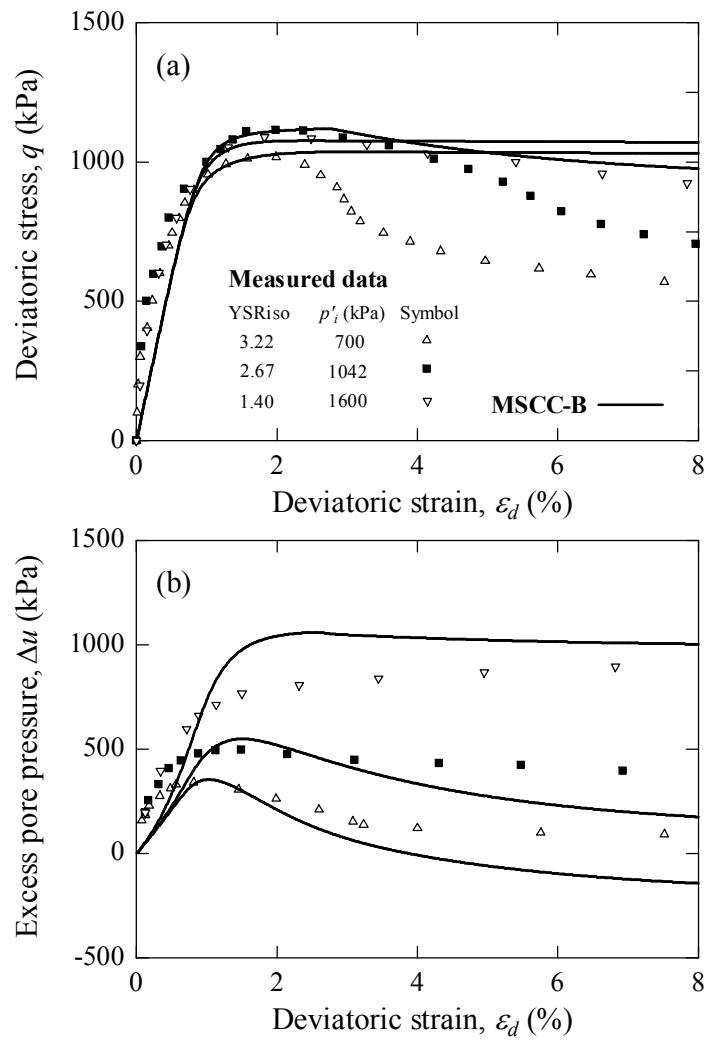 1500
(a)
1000
500
0
Deviatoric stress, q (kPa)
Measured data
YSRiso p′i (kPa) Symbol
3.22 700
2.67 1042
1.40 1600
MSCC-B
0 2 4 6 8
Deviatoric strain, εd (%)
1500
(b)
1000
500
0
-500
Excess pore pressure, Δu (kPa)
0 2 4 6 8
Deviatoric strain, εd (%)